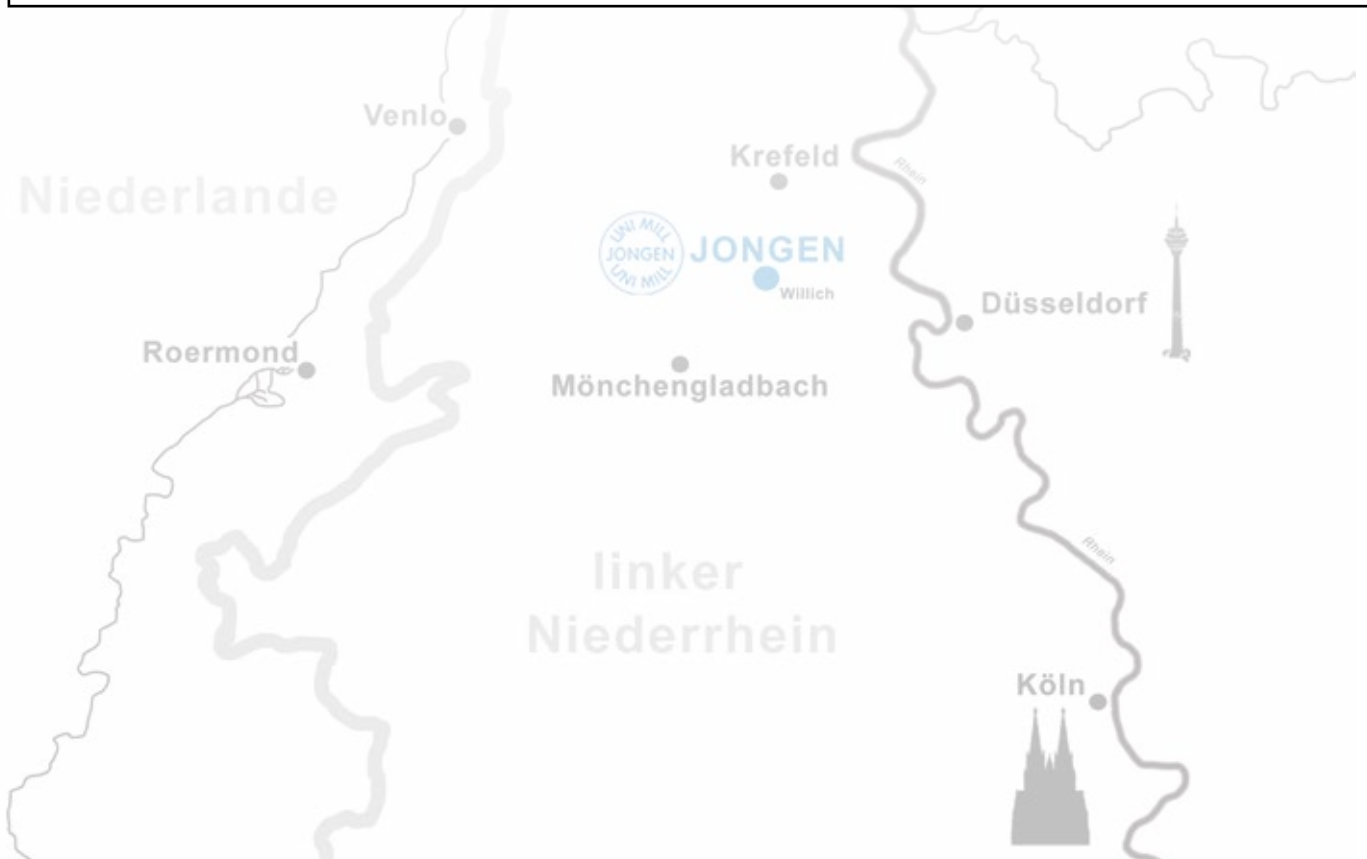 Venlo
Krefeld
Rhein
Niederlande
UNI MILL
JONGEN
UNI MILL
JONGEN
Willich
Düsseldorf
Roermond
Mönchengladbach
Rhein
linker
Niederrhein
Köln